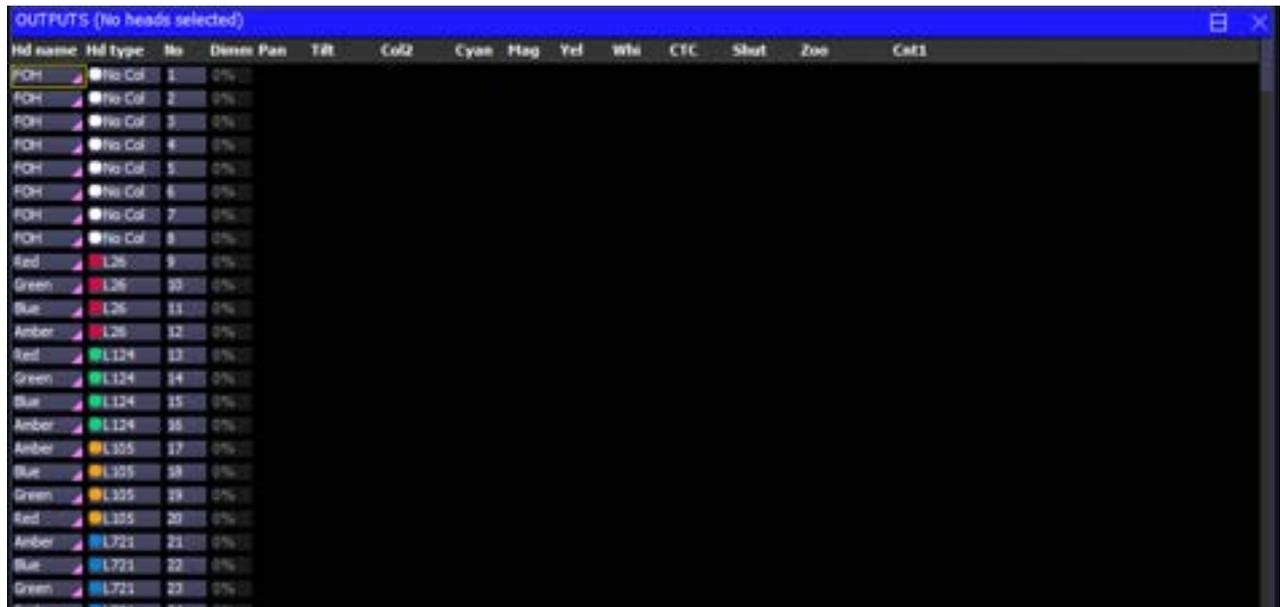 OUTPUTS (No heads selected)
Hd name Hd type No Dimm Pan Tilt Col2 Cyan Mag Yel Whi CTC Shut Zoo Cnt1
FOH No Col 1 0%
FOH No Col 2 0%
FOH No Col 3 0%
FOH No Col 4 0%
FOH No Col 5 0%
FOH No Col 6 0%
FOH No Col 7 0%
FOH No Col 8 0%
Red L26 9 0%
Green L26 10 0%
Blue L26 11 0%
Amber L26 12 0%
Red L124 13 0%
Green L124 14 0%
Blue L124 15 0%
Amber L124 16 0%
Amber L105 17 0%
Blue L105 18 0%
Green L105 19 0%
Red L105 20 0%
Amber L721 21 0%
Blue L721 22 0%
Green L721 23 0%